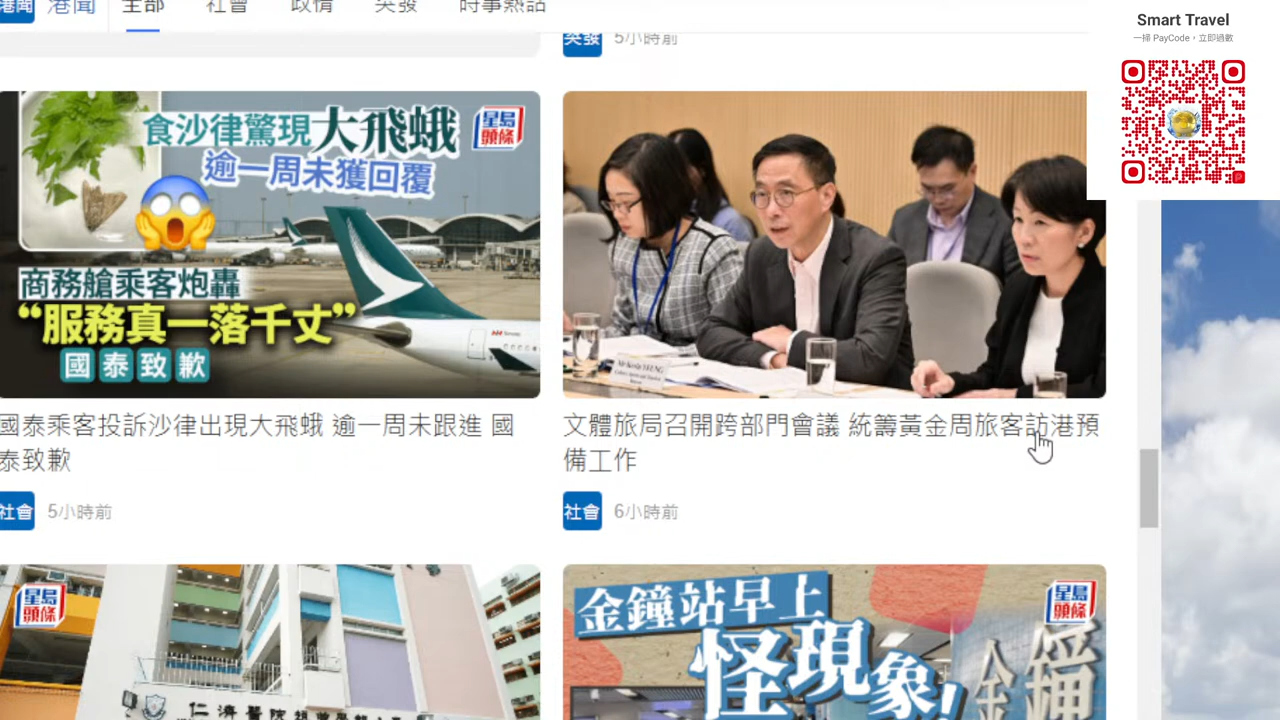 港聞 港聞 全部 社會 政情 突發 時事熱話
Smart Travel
一掃 PayCode，立即過數
突發 5小時前
食沙律驚現大飛蛾
逾一周未獲回覆
星島頭條
商務艙乘客炮轟
“服務真一落千丈”
國泰致歉
Mr Kevin YEUNG
國泰乘客投訴沙律出現大飛蛾 逾一周未跟進 國
泰致歉
社會 5小時前
文體旅局召開跨部門會議 統籌黃金周旅客訪港預
備工作
社會 6小時前
星島頭條
仁濟醫院
金鐘站早上
怪現象!
星島頭條
金鐘